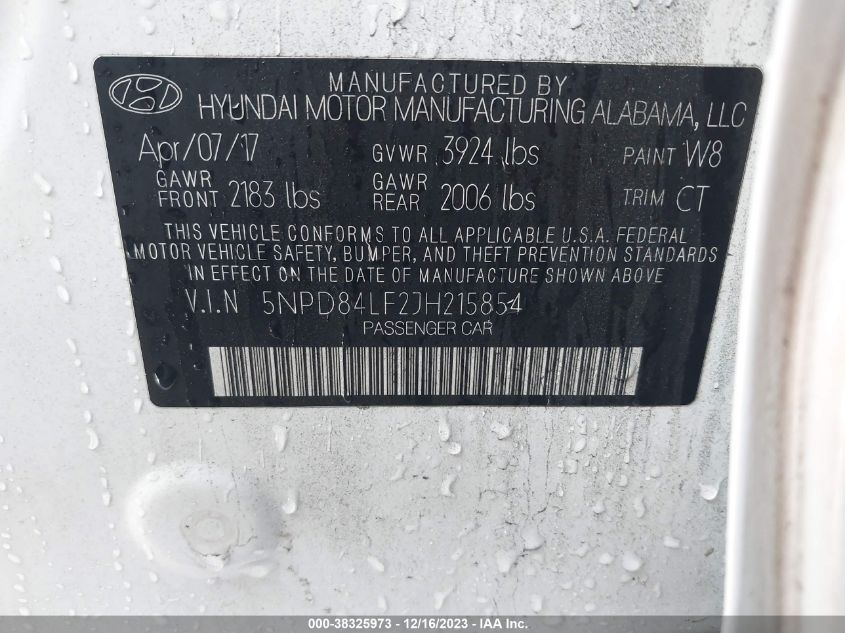 MANUFACTURED BY
HYUNDAI MOTOR MANUFACTURING ALABAMA, LLC
Apr/07/17 GVWR 3924 lbs PAINT W8
GAWR FRONT 2183 lbs GAWR REAR 2006 lbs TRIM CT
THIS VEHICLE CONFORMS TO ALL APPLICABLE U.S.A. FEDERAL
MOTOR VEHICLE SAFETY, BUMPER, AND THEFT PREVENTION STANDARDS
IN EFFECT ON THE DATE OF MANUFACTURE SHOWN ABOVE
V.I.N 5NPD84LF2JH215854
PASSENGER CAR
000-38325973 - 12/16/2023 - IAA Inc.